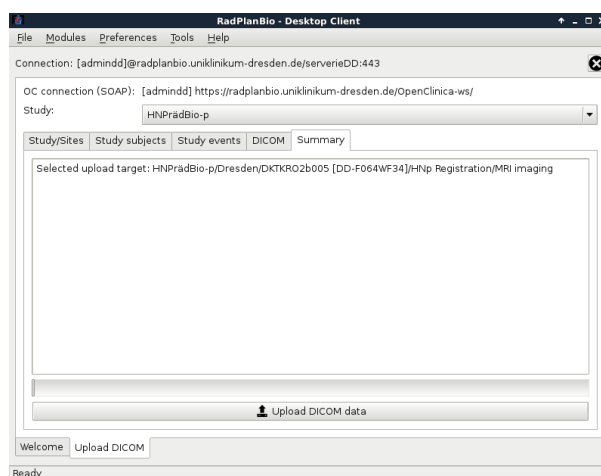 RadPlanBio - Desktop Client
File Modules Preferences Tools Help
Connection: [admindd]@radplanbio.uniklinikum-dresden.de/serverieDD:443
OC connection (SOAP): [admindd] https://radplanbio.uniklinikum-dresden.de/OpenClinica-ws/
Study: HNPrädBio-p
Study/Sites Study subjects Study events DICOM Summary
Selected upload target: HNPrädBio-p/Dresden/DKTKRO2b005 [DD-F064WF34]/HNp Registration/MRI imaging
Upload DICOM data
Welcome Upload DICOM
Ready